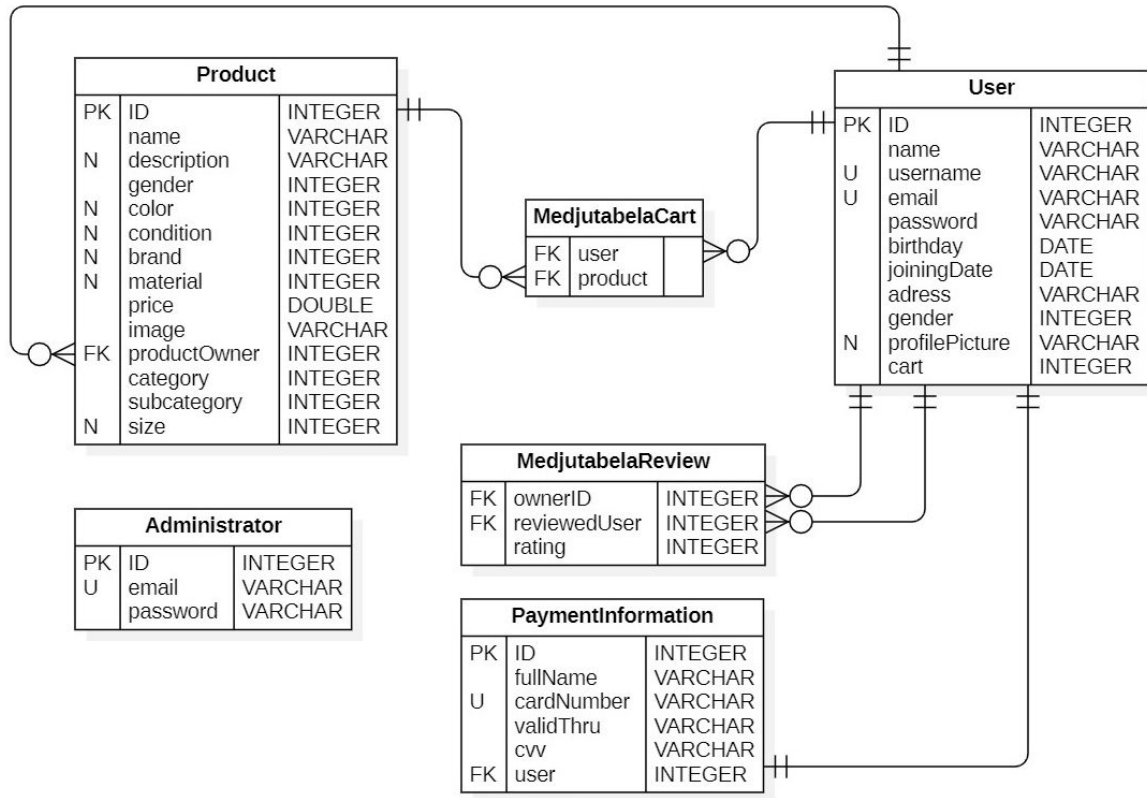 Product
PK ID INTEGER
name VARCHAR
N description VARCHAR
gender INTEGER
N color INTEGER
N condition INTEGER
N brand INTEGER
N material INTEGER
price DOUBLE
image VARCHAR
FK productOwner INTEGER
category INTEGER
subcategory INTEGER
N size INTEGER
User
PK ID INTEGER
name VARCHAR
U username VARCHAR
U email VARCHAR
password VARCHAR
birthday DATE
joiningDate DATE
adress VARCHAR
gender INTEGER
N profilePicture VARCHAR
cart INTEGER
MedjutabelaCart
FK user
FK product
MedjutabelaReview
FK ownerID INTEGER
FK reviewedUser INTEGER
rating INTEGER
Administrator
PK ID INTEGER
U email VARCHAR
password VARCHAR
PaymentInformation
PK ID INTEGER
fullName VARCHAR
U cardNumber VARCHAR
validThru VARCHAR
cvv VARCHAR
FK user INTEGER